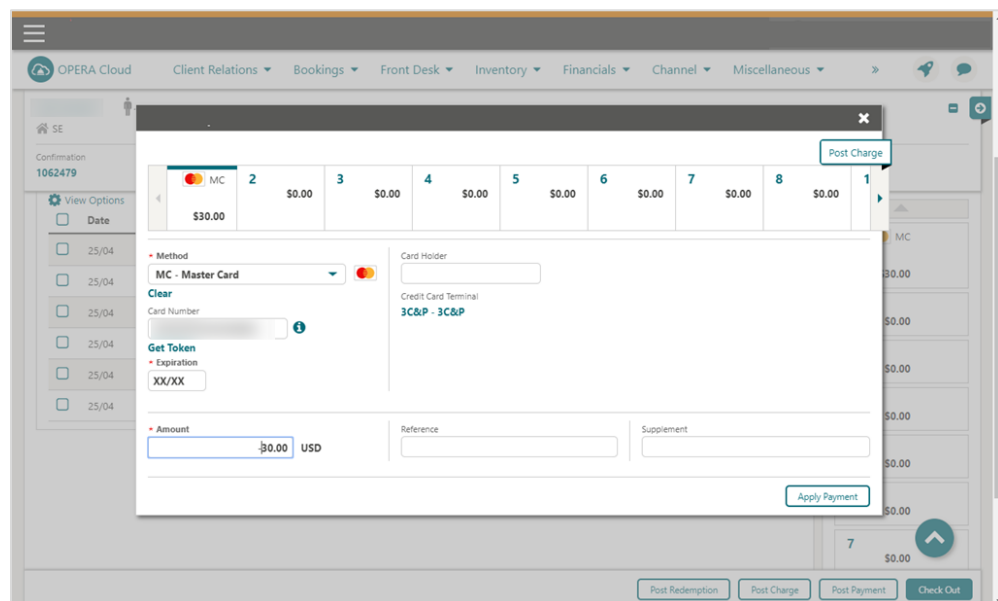 OPERA Cloud Client Relations Bookings Front Desk Inventory Financials Channel Miscellaneous »
SE
Confirmation
1062479
Post Charge
MC 2 3 4 5 6 7 8 1
$0.00 $0.00 $0.00 $0.00 $0.00 $0.00 $0.00
$30.00
View Options
Date
25/04
25/04
25/04
25/04
25/04
25/04
* Method
MC - Master Card
Clear
Card Number
Get Token
* Expiration
XX/XX
Card Holder
Credit Card Terminal
3C&P - 3C&P
* Amount
-30.00 USD
Reference
Supplement
Apply Payment
MC
$30.00
$0.00
$0.00
$0.00
$0.00
$0.00
7
$0.00
Post Redemption Post Charge Post Payment Check Out